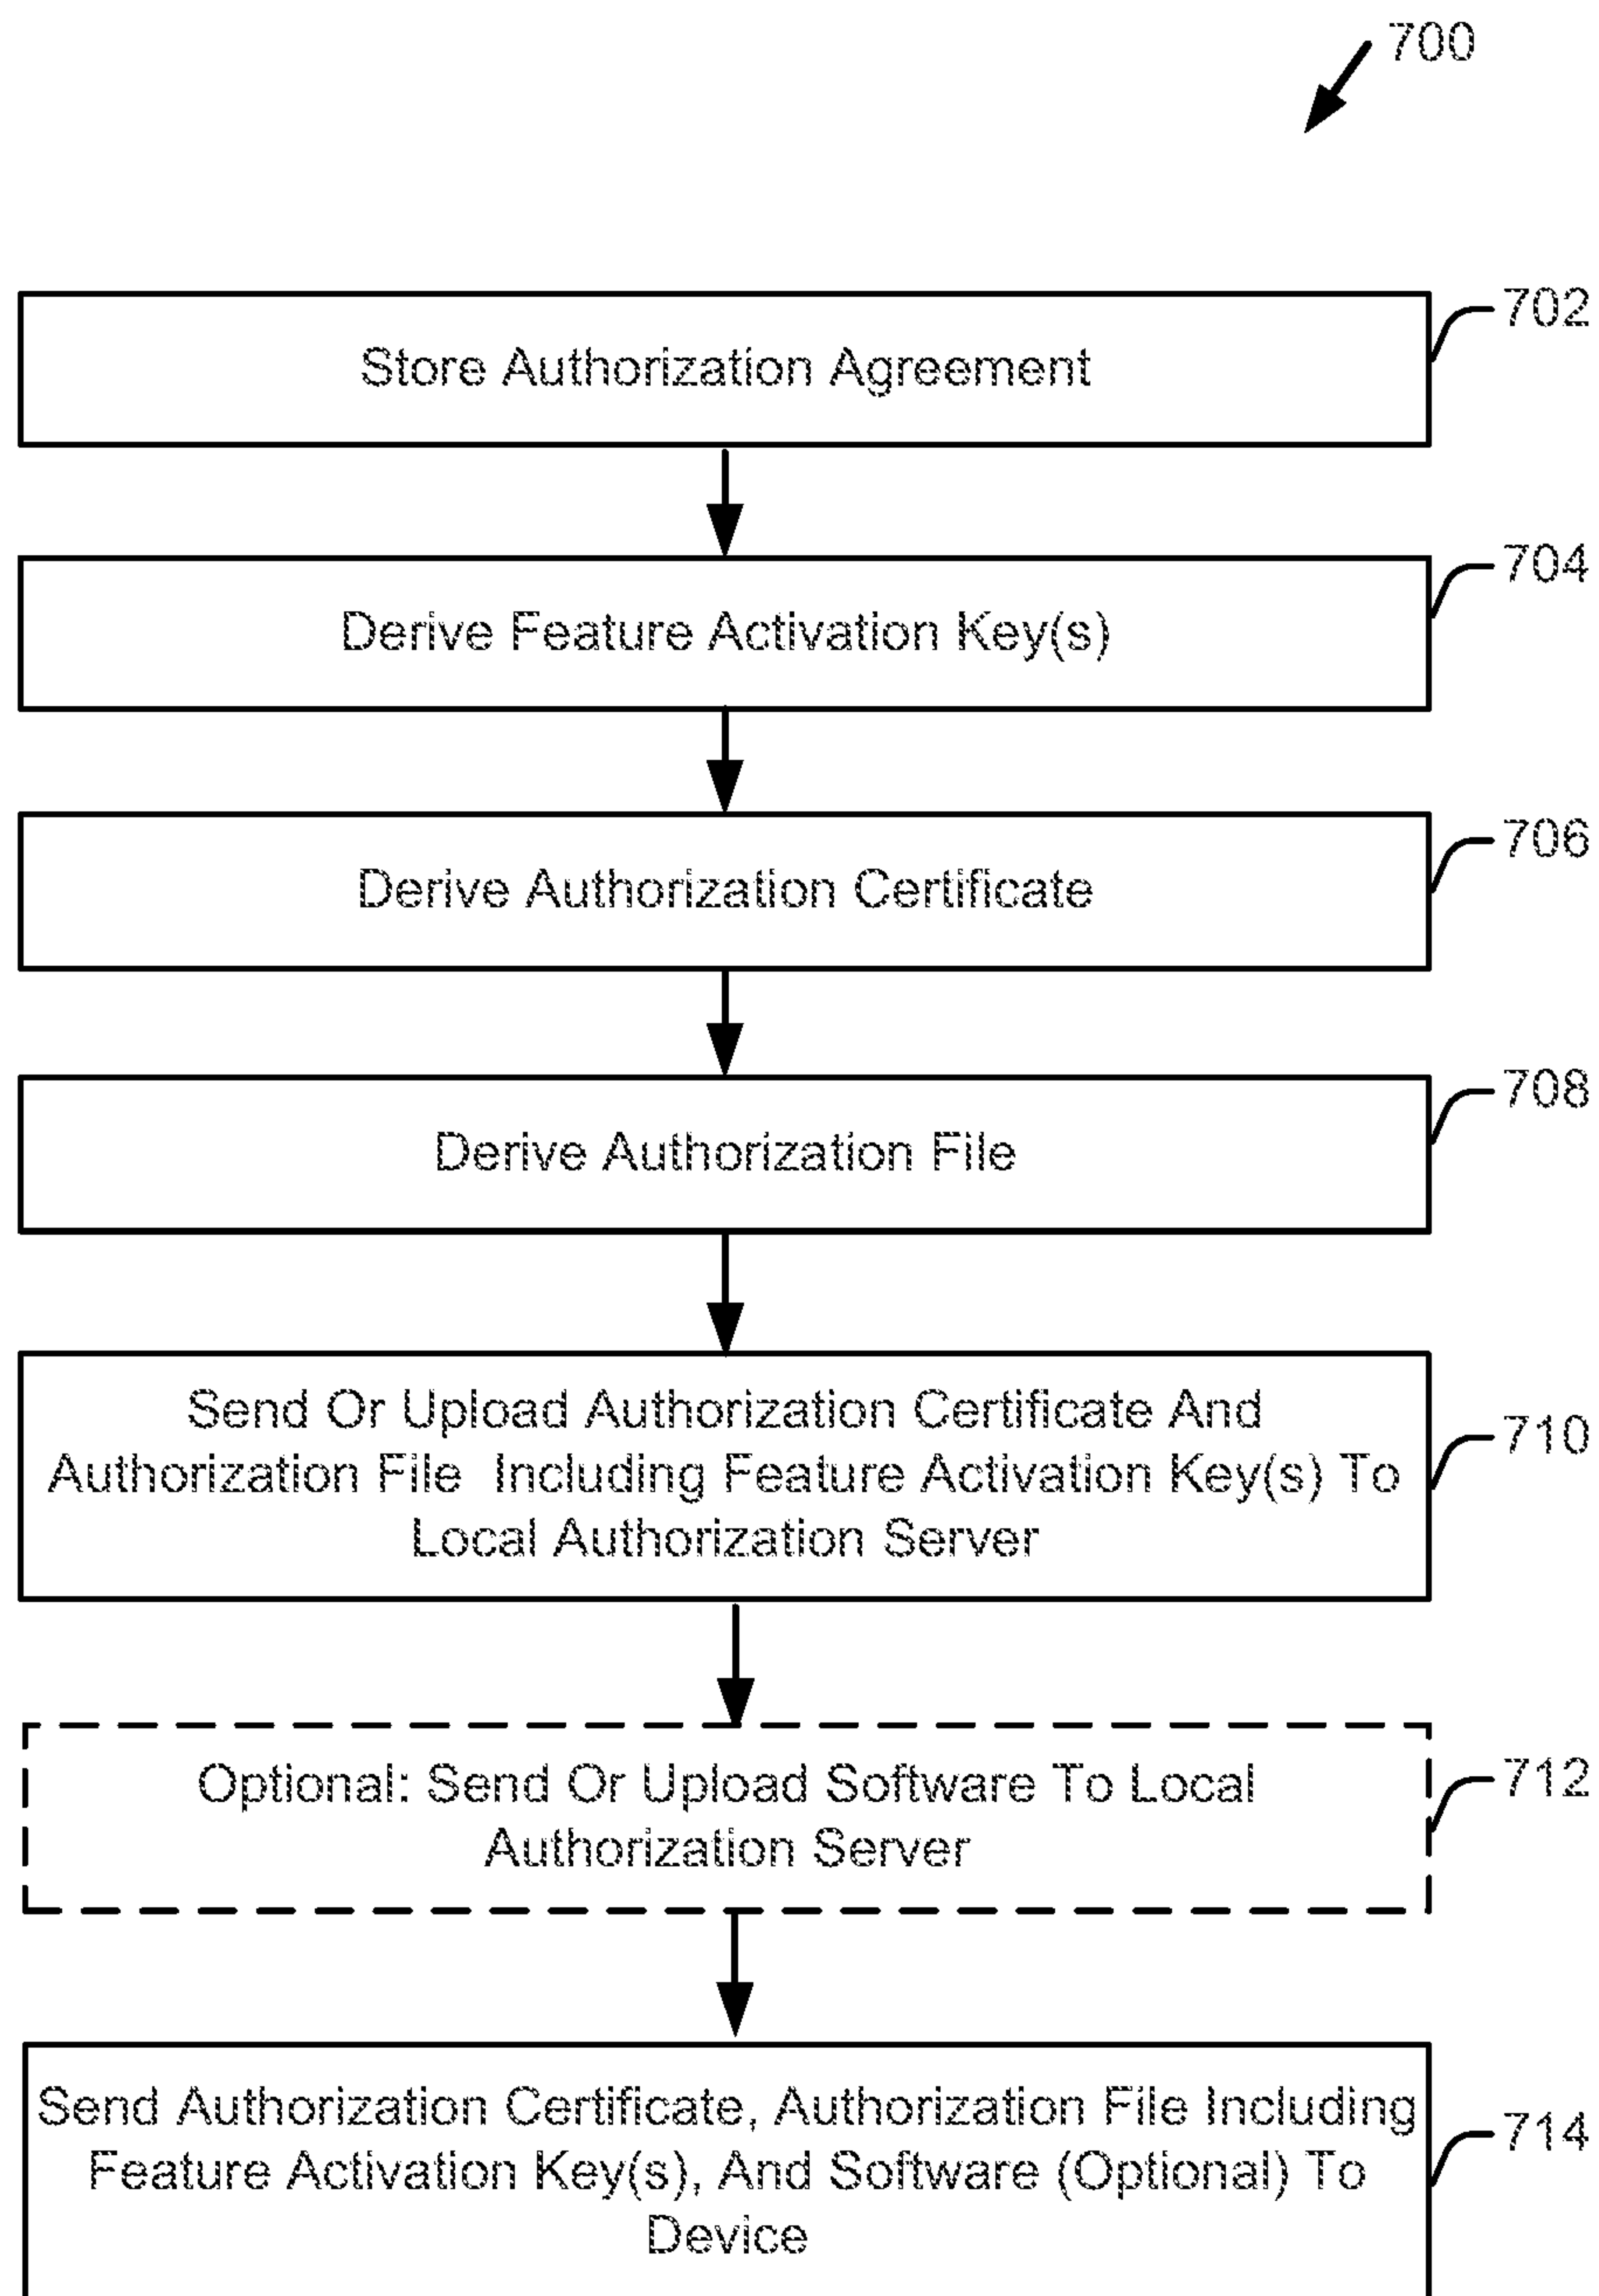 700
702
Store Authorization Agreement
704
Derive Feature Activation Key(s)
706
Derive Authorization Certificate
708
Derive Authorization File
Send Or Upload Authorization Certificate And
710
Authorization File Including Feature Activation Key(s) To
Local Authorization Server
712
Optional: Send Or Upload Software To Local
Authorization Server
Send Authorization Certificate, Authorization File Including
714
Feature Activation Key(s), And Software (Optional) To
Device